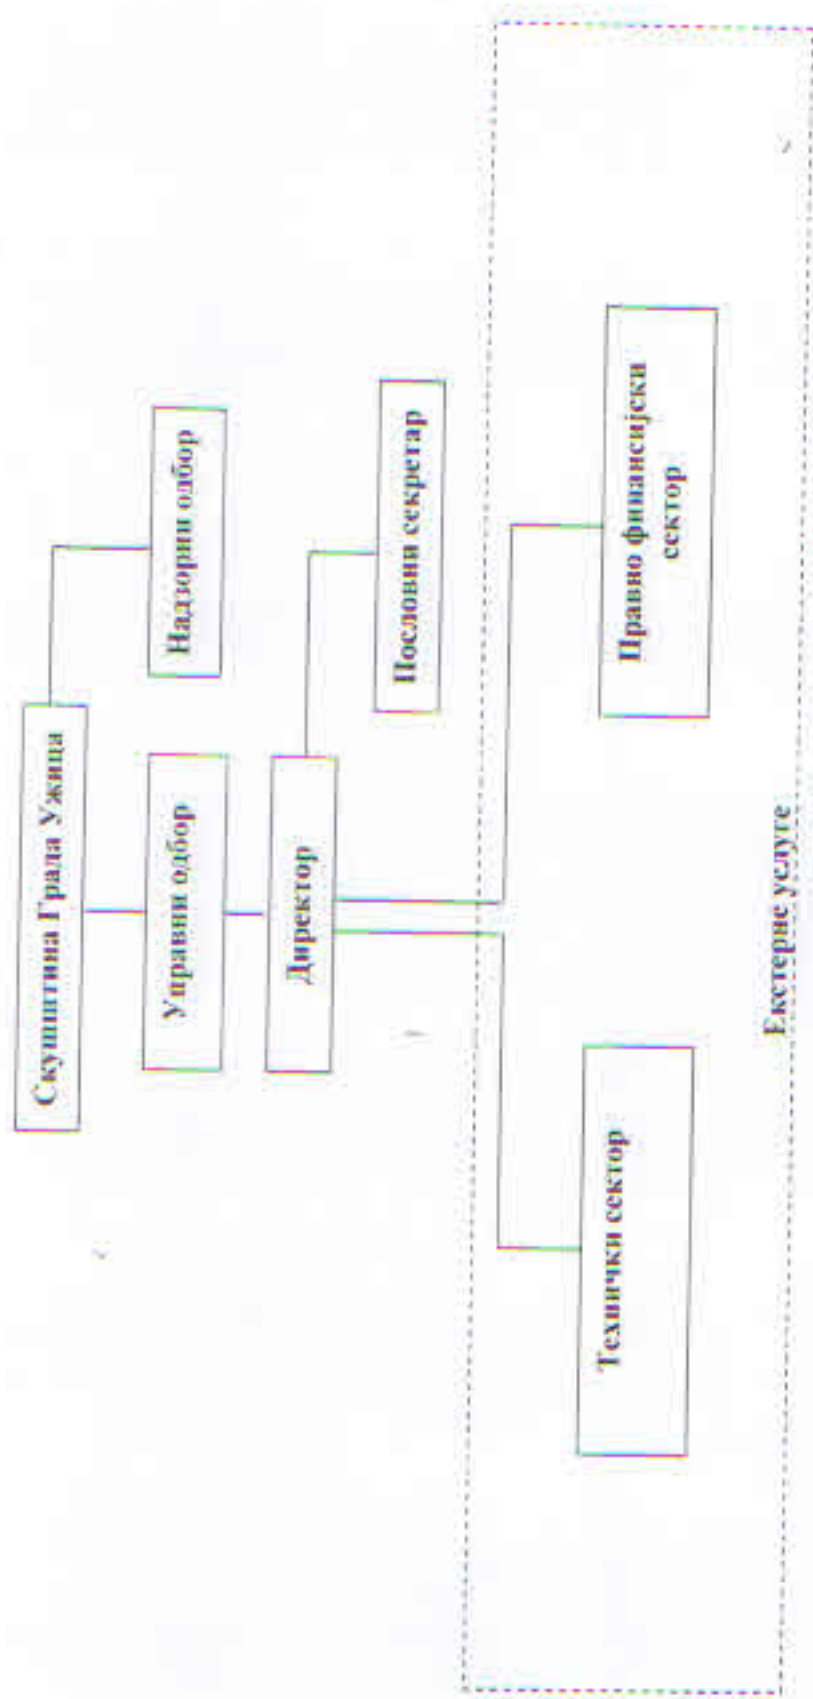 Скупштина Града Ужица
Надзорни одбор
Управни одбор
Директор
Пословни секретар
Технички сектор
Правно финансијски
сектор
Екстерне услуге